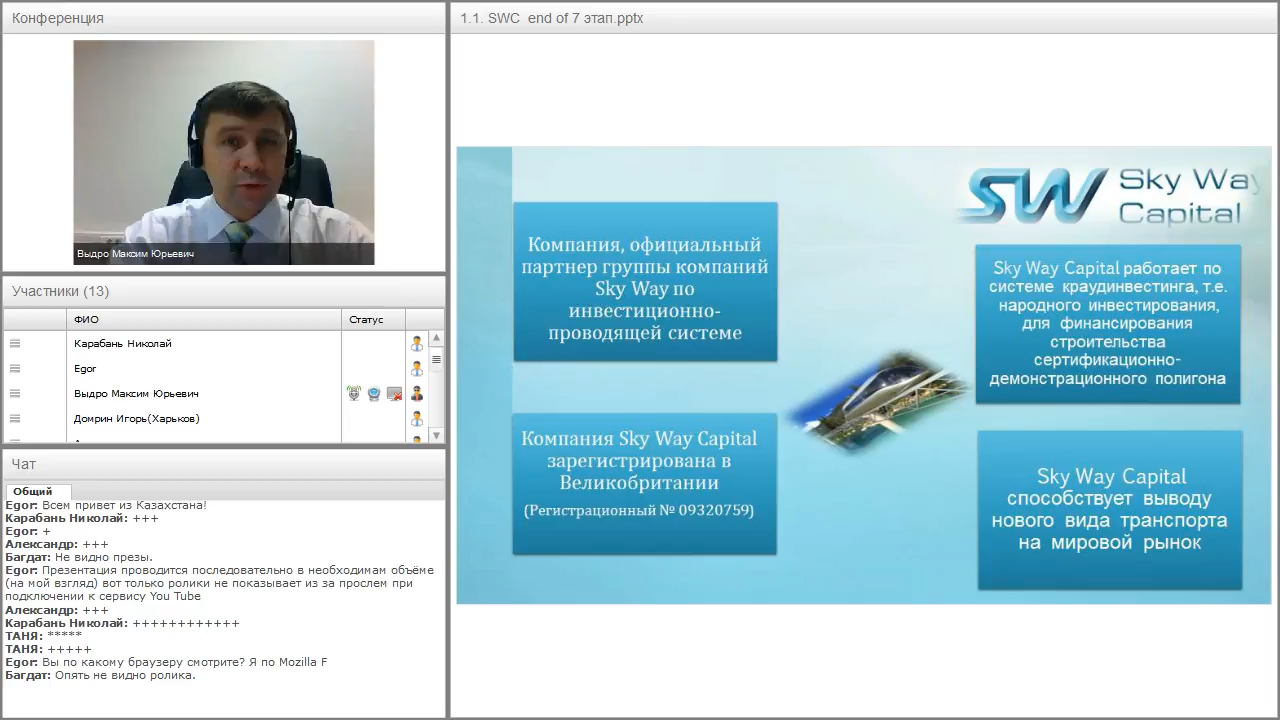 Конференция
Выдро Максим Юрьевич
Участники (13)
ФИО
Статус
Карабань Николай
Egor
Выдро Максим Юрьевич
Домрин Игорь(Харьков)
Чат
Общий
Egor: Всем привет из Казахстана!
Карабань Николай: +++
Egor: +
Александр: +++
Багдат: Не видно презы.
Egor: Презентация проводится последовательно в необходимам объёме
(на мой взгляд) вот только ролики не показывает из за прослем при
подключении к сервису You Tube
Александр: +++
Карабань Николай: ++++++++++++
ТАНЯ: *****
ТАНЯ: +++++
Egor: Вы по какому браузеру смотрите? Я по Mozilla F
Багдат: Опять не видно ролика.
1.1. SWC end of 7 этап.pptx
SW Sky Way
Capital
Компания, официальный
партнер группы компаний
Sky Way по
инвестиционно-
проводящей системе
Sky Way Capital работает по
системе краудинвестинга, т.е.
народного инвестирования,
для финансирования
строительства
сертификационно-
демонстрационного полигона
Компания Sky Way Capital
зарегистрирована в
Великобритании
(Регистрационный № 09320759)
Sky Way Capital
способствует выводу
нового вида транспорта
на мировой рынок